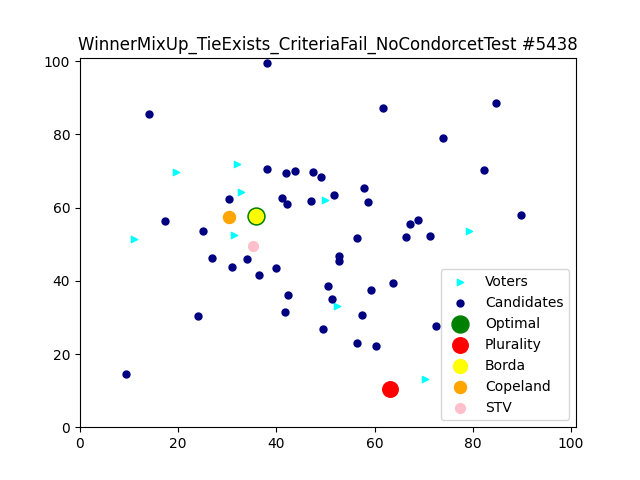 WinnerMixUp_TieExists_CriteriaFail_NoCondorcetTest #5438
100
80
60
40
20
0
Voters
Candidates
Optimal
Plurality
Borda
Copeland
STV
0 20 40 60 80 100